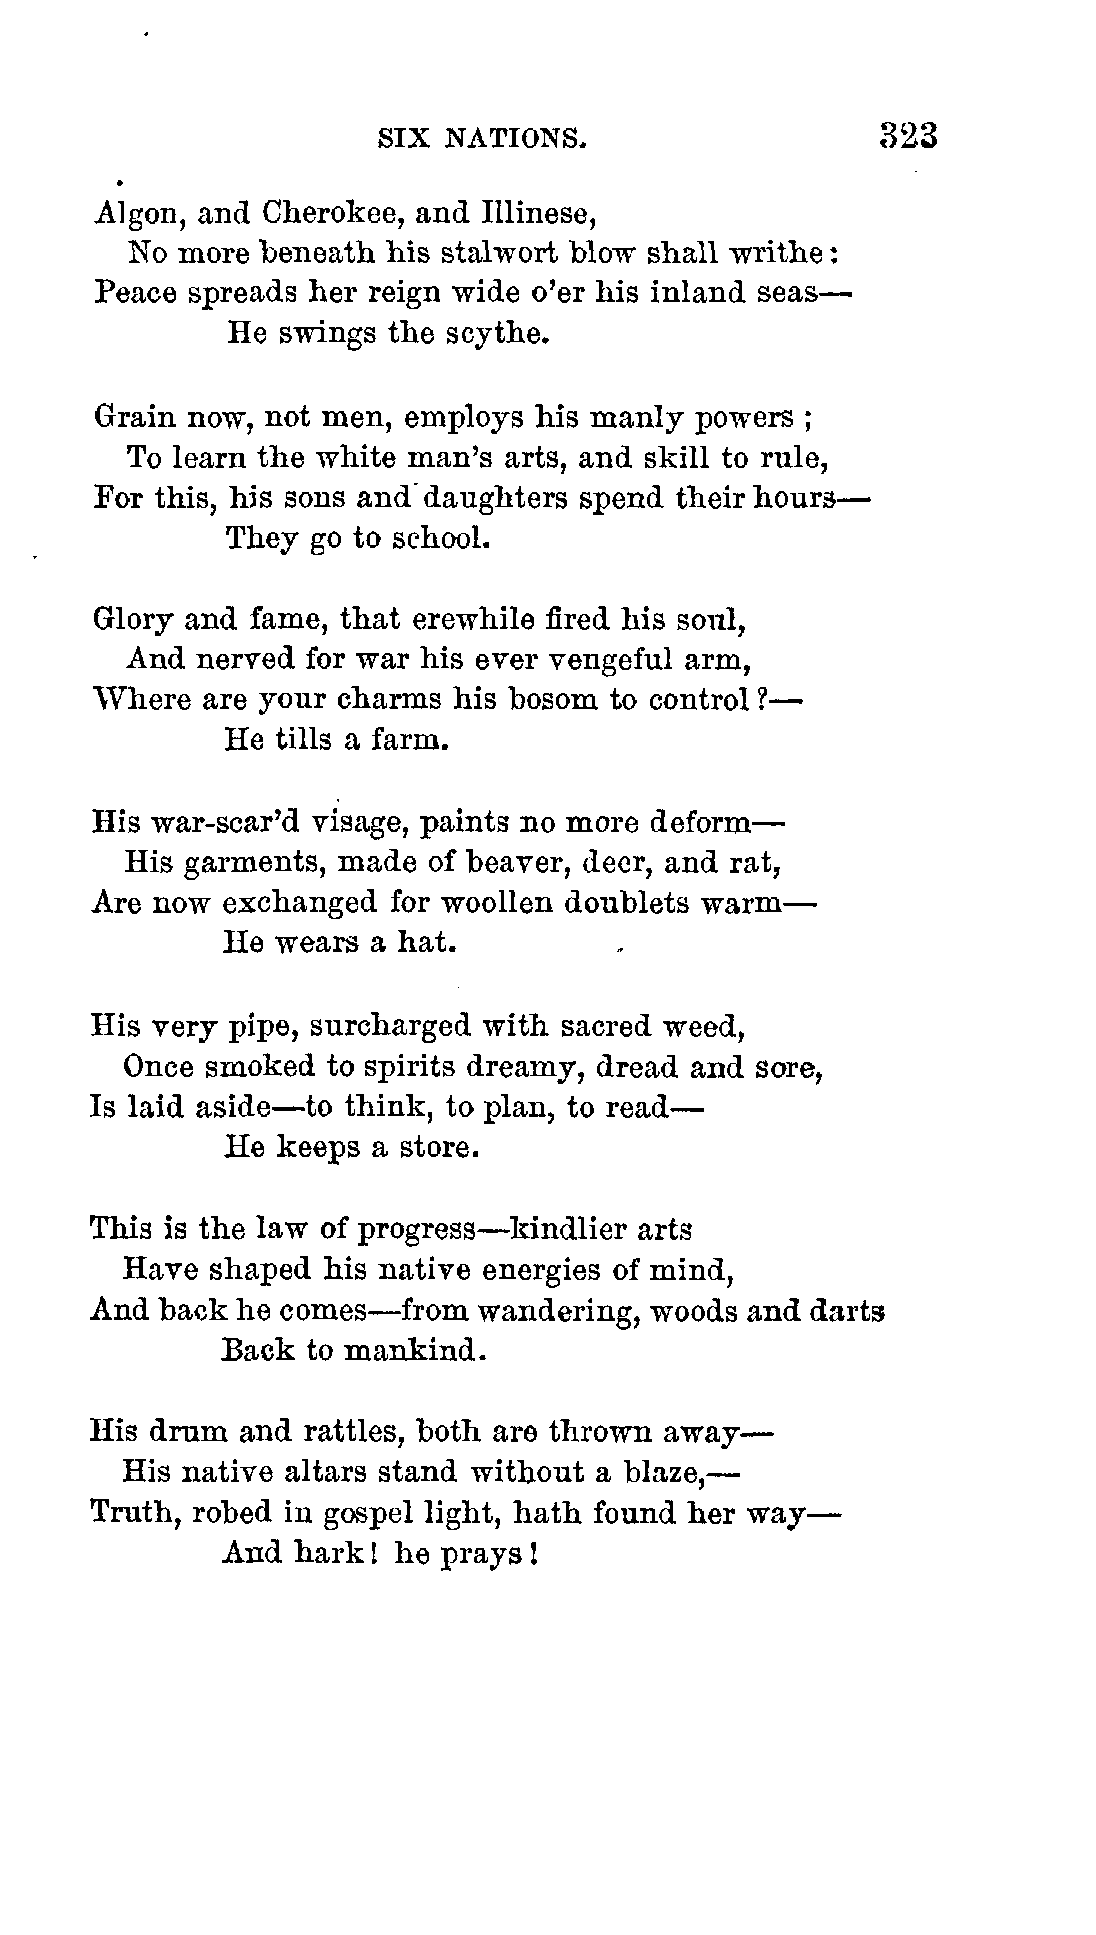 SIX NATIONS. 323
Algon, and Cherokee, and Illinese,
No more beneath his stalwort blow shall writhe:
Peace spreads her reign wide o'er his inland seas—
He swings the scythe.
Grain now, not men, employs his manly powers ;
To learn the white man's arts, and skill to rule,
For this, his sons and daughters spend their hours—
They go to school.
Glory and fame, that erewhile fired his soul,
And nerved for war his ever vengeful arm,
Where are your charms his bosom to control?—
He tills a farm.
His war-scar'd visage, paints no more deform—
His garments, made of beaver, deer, and rat,
Are now exchanged for woollen doublets warm—
He wears a hat.
His very pipe, surcharged with sacred weed,
Once smoked to spirits dreamy, dread and sore,
Is laid aside—to think, to plan, to read—
He keeps a store.
This is the law of progress—kindlier arts
Have shaped his native energies of mind,
And back he comes—from wandering, woods and darts
Back to mankind.
His drum and rattles, both are thrown away—
His native altars stand without a blaze,—
Truth, robed in gospel light, hath found her way—
And hark! he prays!